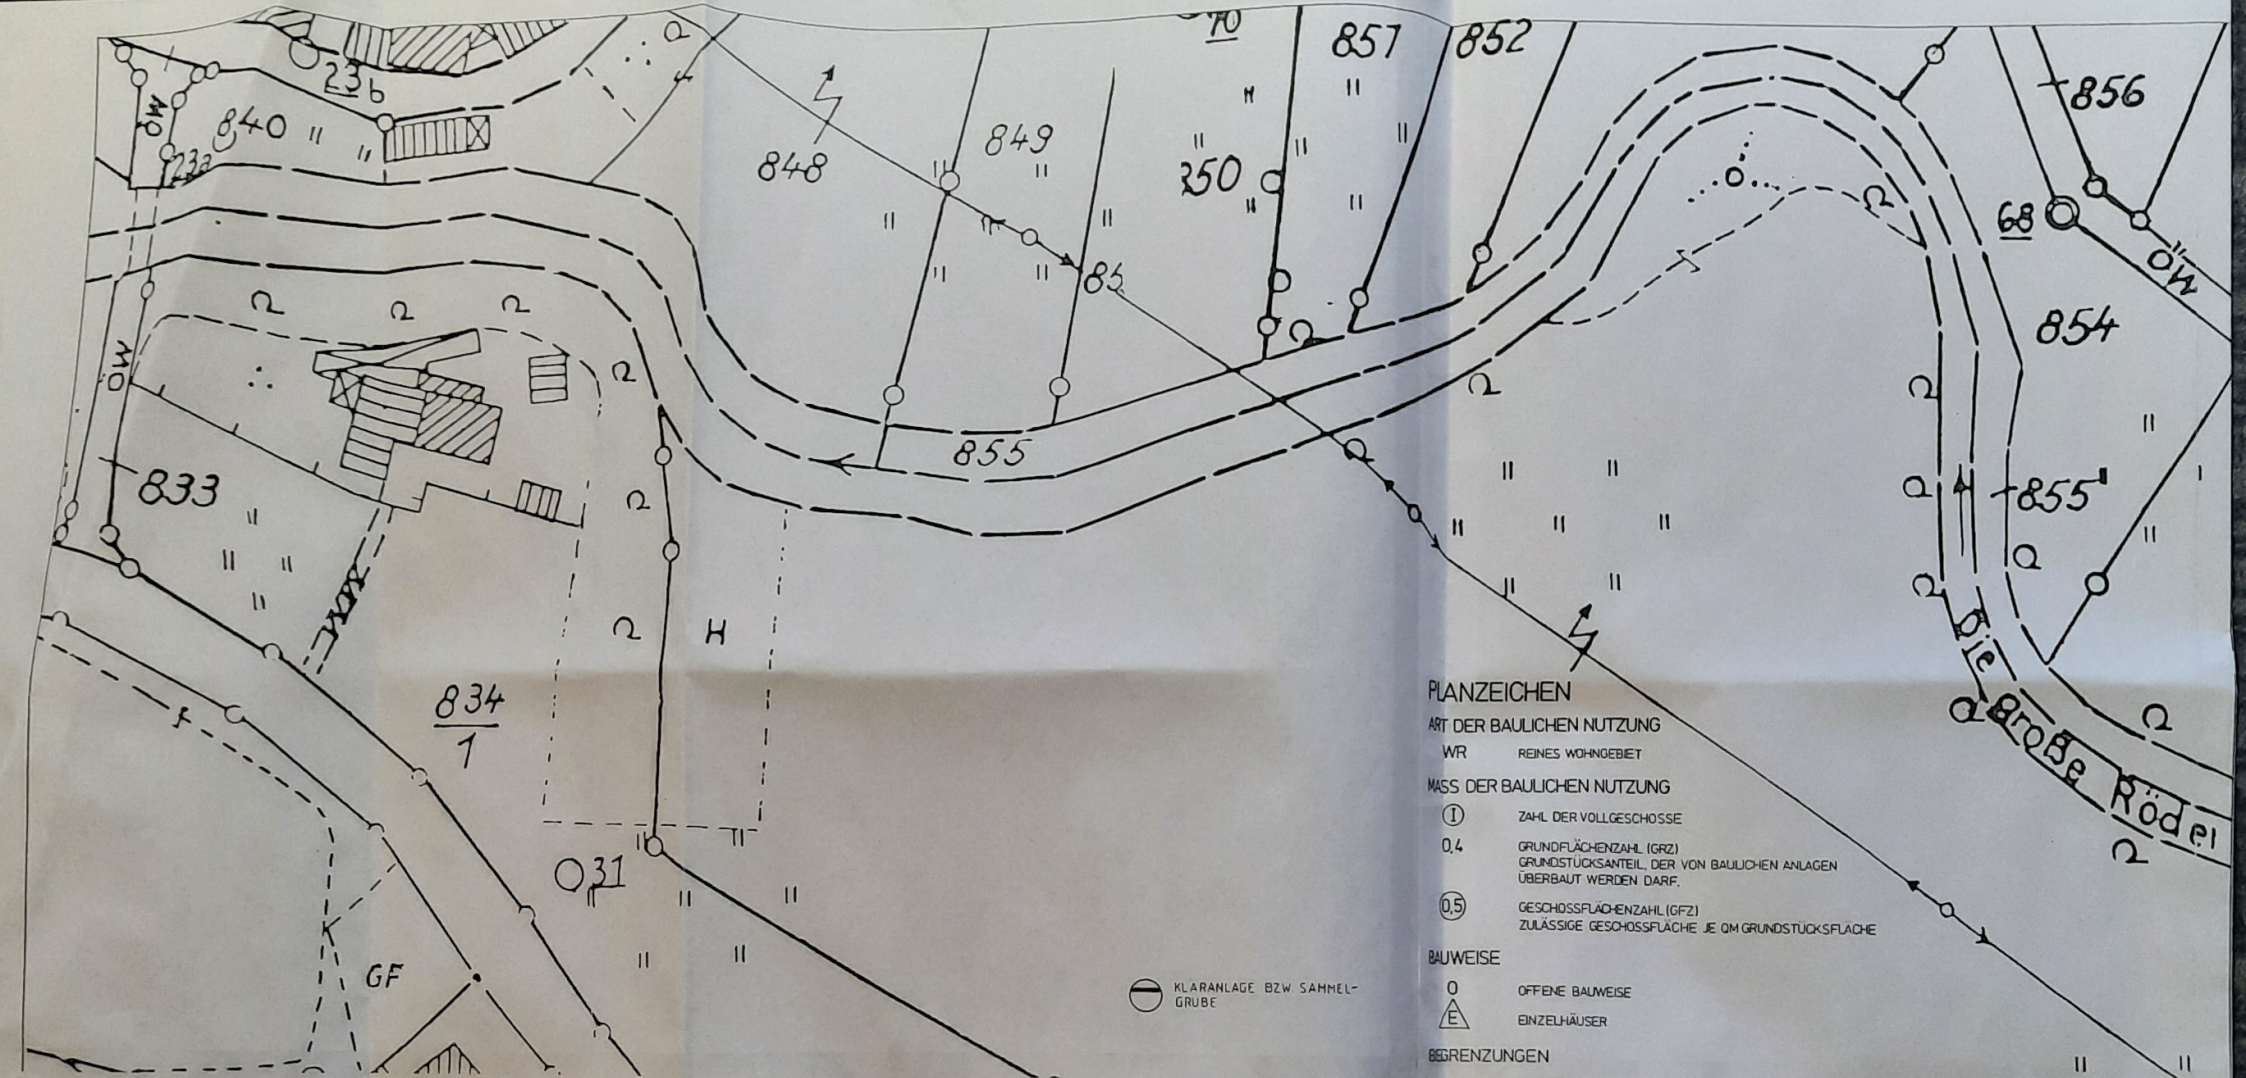 70
857
852
23b
856
ÖW
840
849
848
23a
850
68
ÖW
85
854
ÖW
855
833
855
H
Die Große Röder
834
1
31
GF
KLÄRANLAGE BZW. SAMMEL-
GRUBE
PLANZEICHEN
ART DER BAULICHEN NUTZUNG
WR REINES WOHNGEBIET
MASS DER BAULICHEN NUTZUNG
I ZAHL DER VOLLGESCHOSSE
0,4 GRUNDFLÄCHENZAHL (GRZ)
GRUNDSTÜCKSANTEIL, DER VON BAULICHEN ANLAGEN
ÜBERBAUT WERDEN DARF.
0,5 GESCHOSSFLÄCHENZAHL (GFZ)
ZULÄSSIGE GESCHOSSFLÄCHE JE QM GRUNDSTÜCKSFLÄCHE
BAUWEISE
O OFFENE BAUWEISE
E EINZELHÄUSER
BEGRENZUNGEN